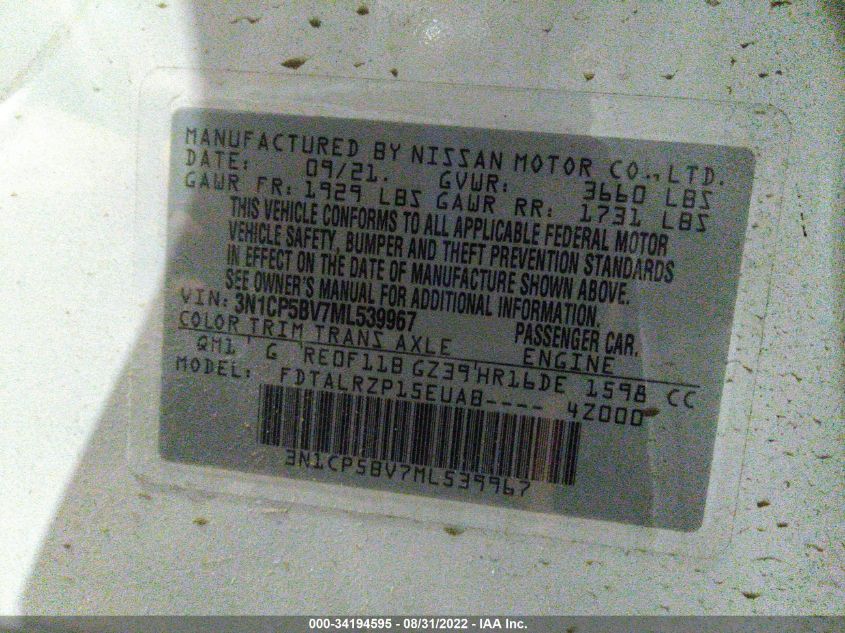 MANUFACTURED BY NISSAN MOTOR CO., LTD.
DATE: 09/21. GVWR: 3660 LBS
GAWR FR: 1929 LBS GAWR RR: 1731 LBS
THIS VEHICLE CONFORMS TO ALL APPLICABLE FEDERAL MOTOR
VEHICLE SAFETY, BUMPER AND THEFT PREVENTION STANDARDS
IN EFFECT ON THE DATE OF MANUFACTURE SHOWN ABOVE.
SEE OWNER'S MANUAL FOR ADDITIONAL INFORMATION.
VIN: 3N1CP5BV7ML539967 PASSENGER CAR.
COLOR TRIM TRANS AXLE ENGINE
QM1 G RE0F11B GZ39 HR16DE 1598 CC
MODEL: FDTALRZP15EUAB---- 4Z000
3N1CP5BV7ML539967
000-34194595 - 08/31/2022 - IAA Inc.